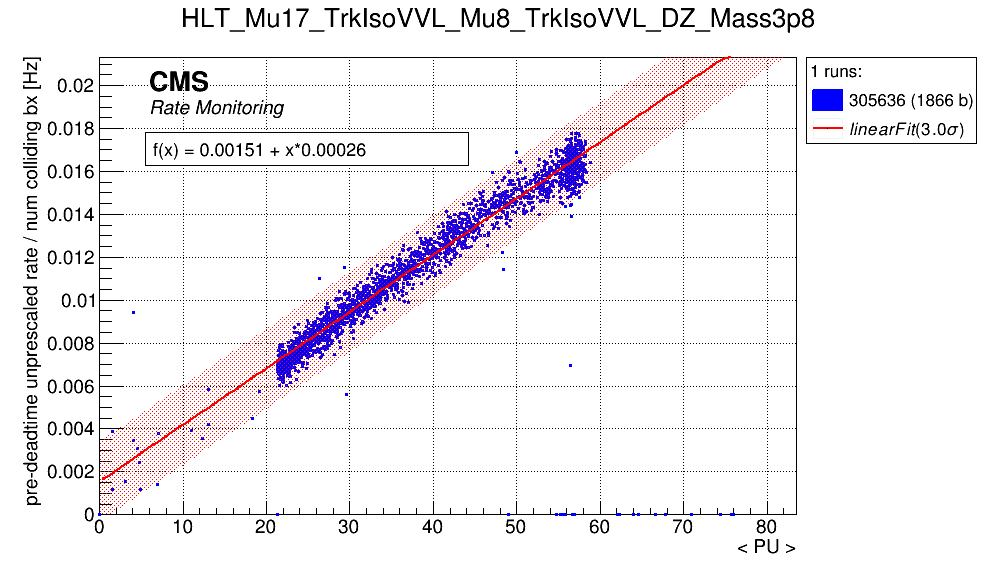 HLT_Mu17_TrkIsoVVL_Mu8_TrkIsoVVL_DZ_Mass3p8
CMS
Rate Monitoring
f(x) = 0.00151 + x*0.00026
1 runs:
305636 (1866 b)
linearFit(3.0σ)
pre-deadtime unprescaled rate / num colliding bx [Hz]
0.02
0.018
0.016
0.014
0.012
0.01
0.008
0.006
0.004
0.002
0
0 10 20 30 40 50 60 70 80
< PU >